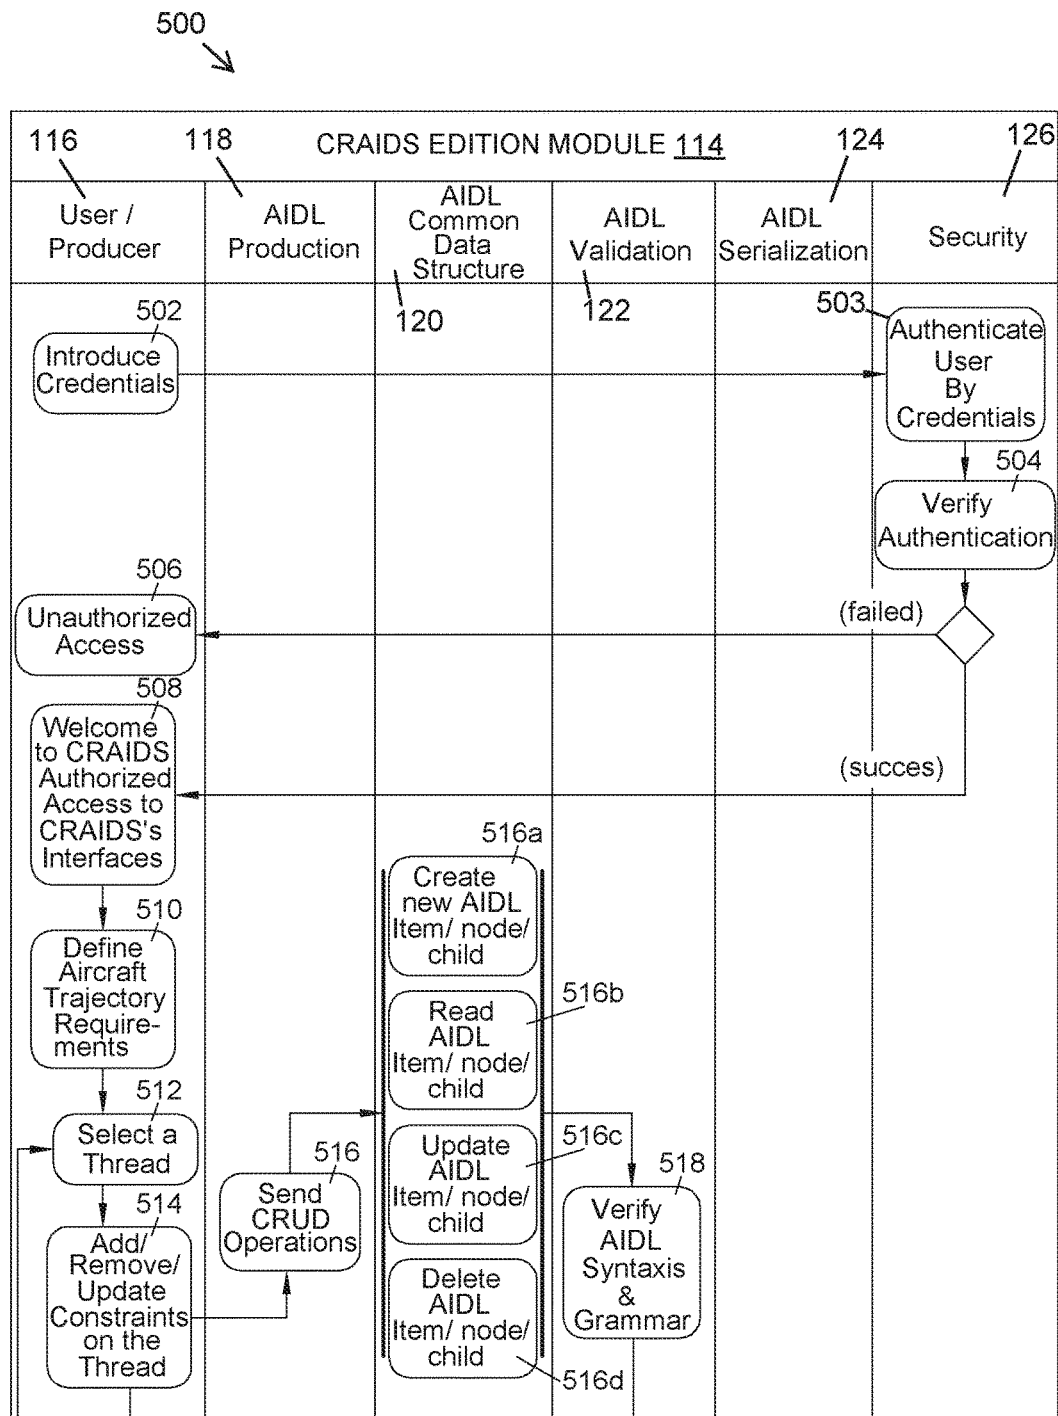 500
CRAIDS EDITION MODULE 114
116
118
124
126
User /
Producer
AIDL
Production
AIDL
Common
Data
Structure
AIDL
Validation
AIDL
Serialization
Security
120
122
502
Introduce
Credentials
503
Authenticate
User
By
Credentials
504
Verify
Authentication
506
Unauthorized
Access
(failed)
508
Welcome
to CRAIDS
Authorized
Access to
CRAIDS's
Interfaces
(succes)
510
Define
Aircraft
Trajectory
Require-
ments
512
Select a
Thread
514
Add/
Remove/
Update
Constraints
on the
Thread
516
Send
CRUD
Operations
516a
Create
new AIDL
Item/ node/
child
516b
Read
AIDL
Item/ node/
child
516c
Update
AIDL
Item/ node/
child
Delete
AIDL
Item/ node/
child
516d
518
Verify
AIDL
Syntaxis
&
Grammar